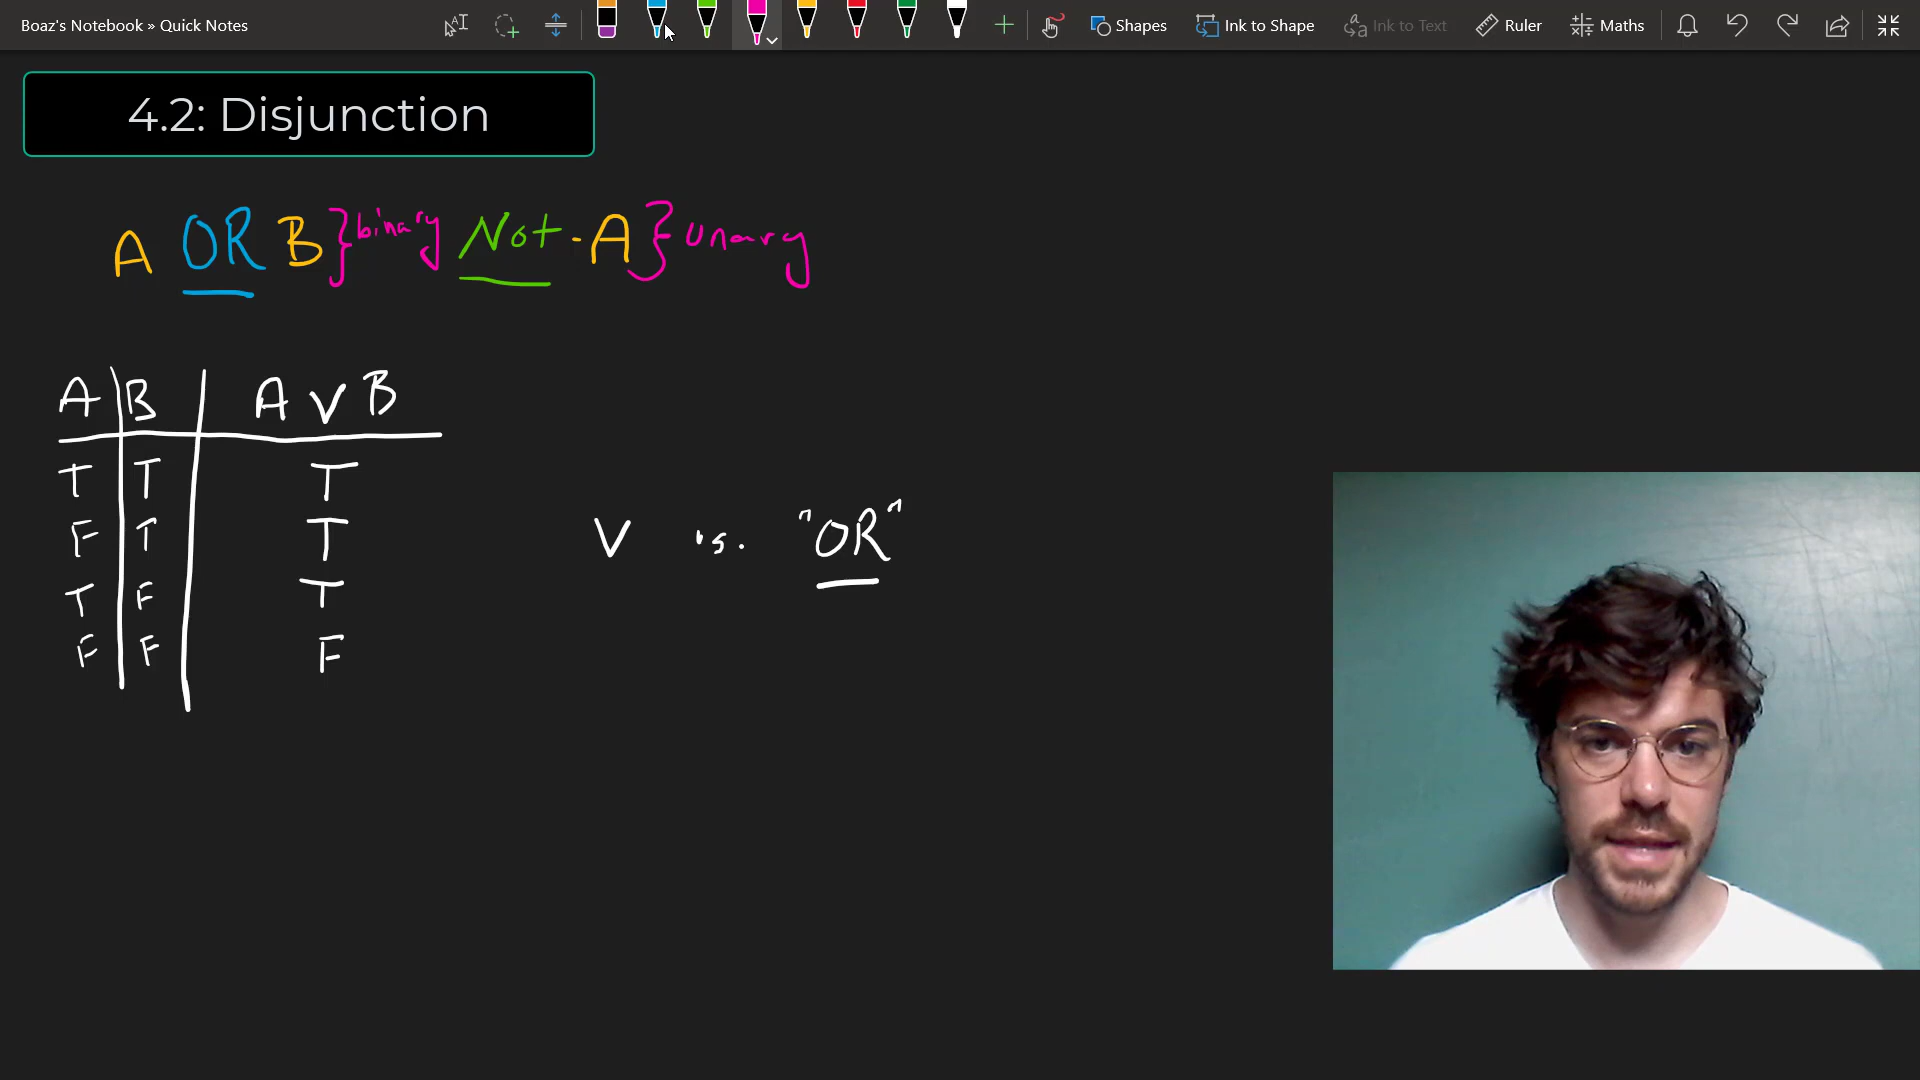 Boaz's Notebook » Quick Notes
Shapes
Ink to Shape
Ink to Text
Ruler
Maths
4.2: Disjunction
A OR B } binary Not-A } Unary
A B A V B
T T T
F T T
T F T
F F F
V vs. "OR"